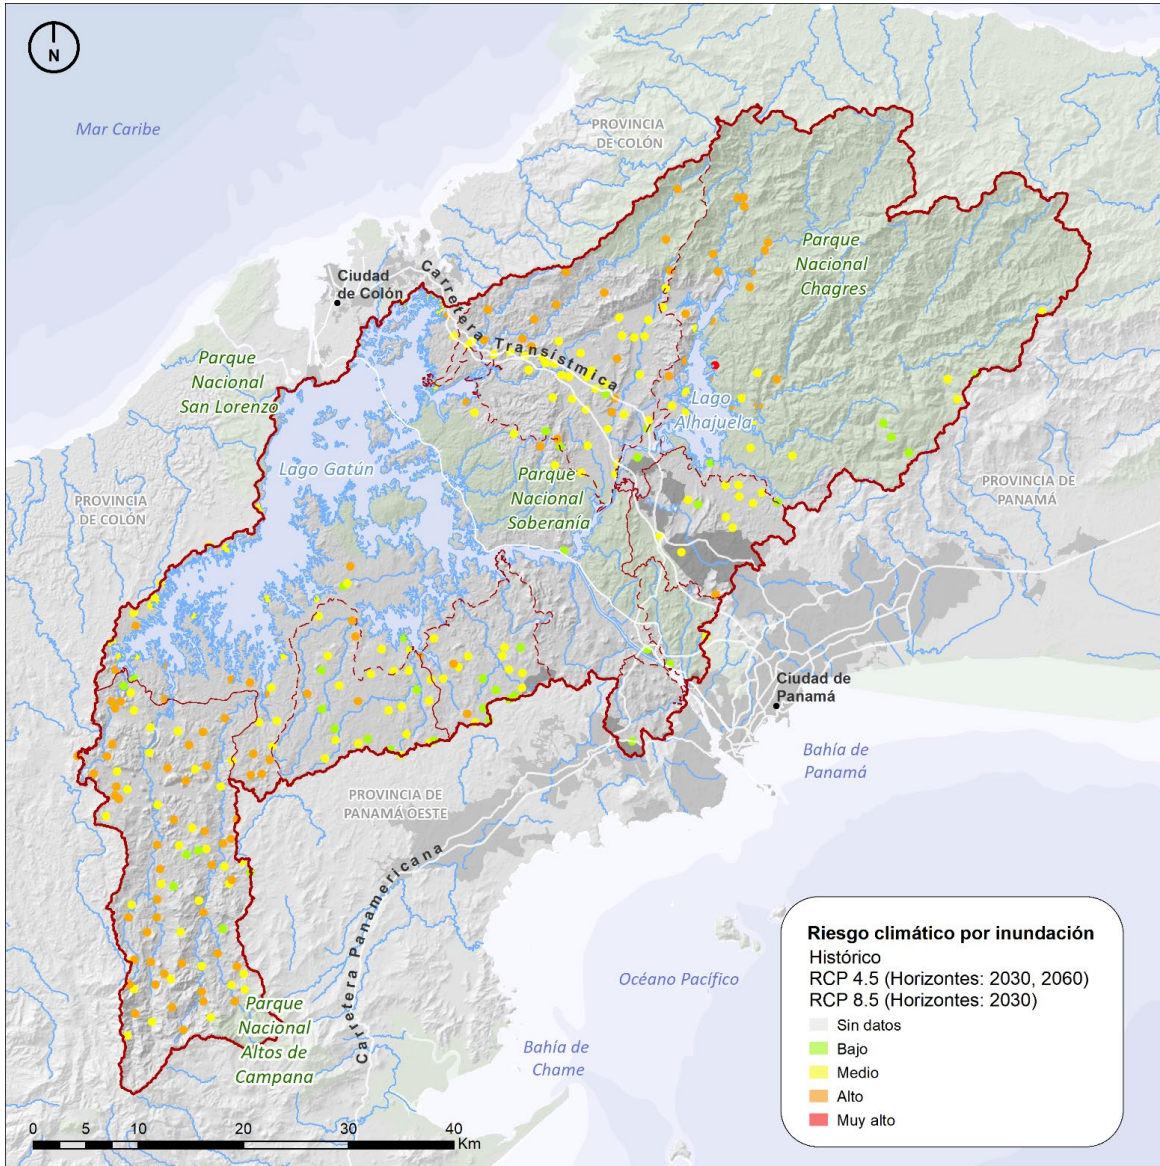 N
Mar Caribe
PROVINCIA
DE COLÓN
Parque
Nacional
Chagres
Ciudad
de Colón
Carretera Transístmica
Parque
Nacional
San Lorenzo
Lago
Alhajuela
Lago Gatún
Parque
Nacional
Soberanía
PROVINCIA
DE COLÓN
PROVINCIA
DE PANAMÁ
Ciudad de
Panamá
Bahía de
Panamá
PROVINCIA DE
PANAMÁ OESTE
Carretera Panamericana
Océano Pacífico
Parque
Nacional
Altos de
Campana
Bahía de
Chame
Riesgo climático por inundación
Histórico
RCP 4.5 (Horizontes: 2030, 2060)
RCP 8.5 (Horizontes: 2030)
Sin datos
Bajo
Medio
Alto
Muy alto
0 5 10 20 30 40
Km